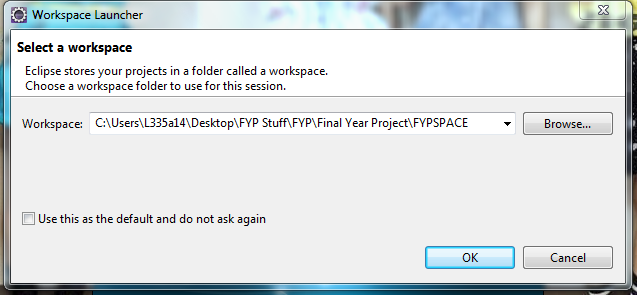 Workspace Launcher
Select a workspace
Eclipse stores your projects in a folder called a workspace.
Choose a workspace folder to use for this session.
Workspace: C:\Users\L335a14\Desktop\FYP Stuff\FYP\Final Year Project\FYPSPACE Browse...
Use this as the default and do not ask again
OK Cancel